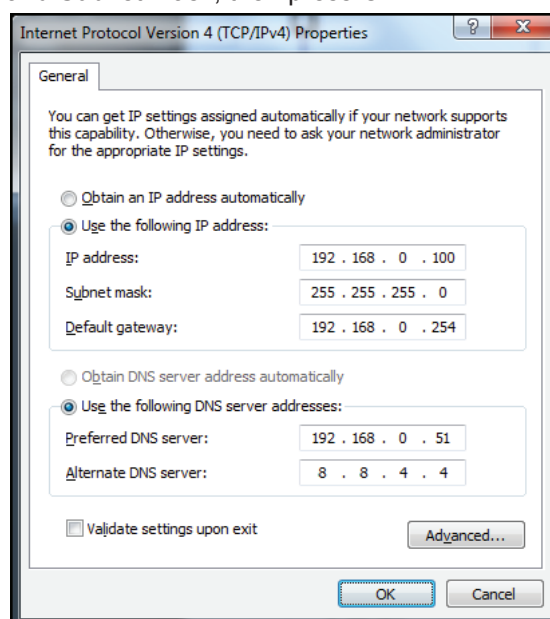 Internet Protocol Version 4 (TCP/IPv4) Properties
General
You can get IP settings assigned automatically if your network supports
this capability. Otherwise, you need to ask your network administrator
for the appropriate IP settings.
Obtain an IP address automatically
Use the following IP address:
IP address: 192 . 168 . 0 . 100
Subnet mask: 255 . 255 . 255 . 0
Default gateway: 192 . 168 . 0 . 254
Obtain DNS server address automatically
Use the following DNS server addresses:
Preferred DNS server: 192 . 168 . 0 . 51
Alternate DNS server: 8 . 8 . 4 . 4
Validate settings upon exit
Advanced...
OK Cancel